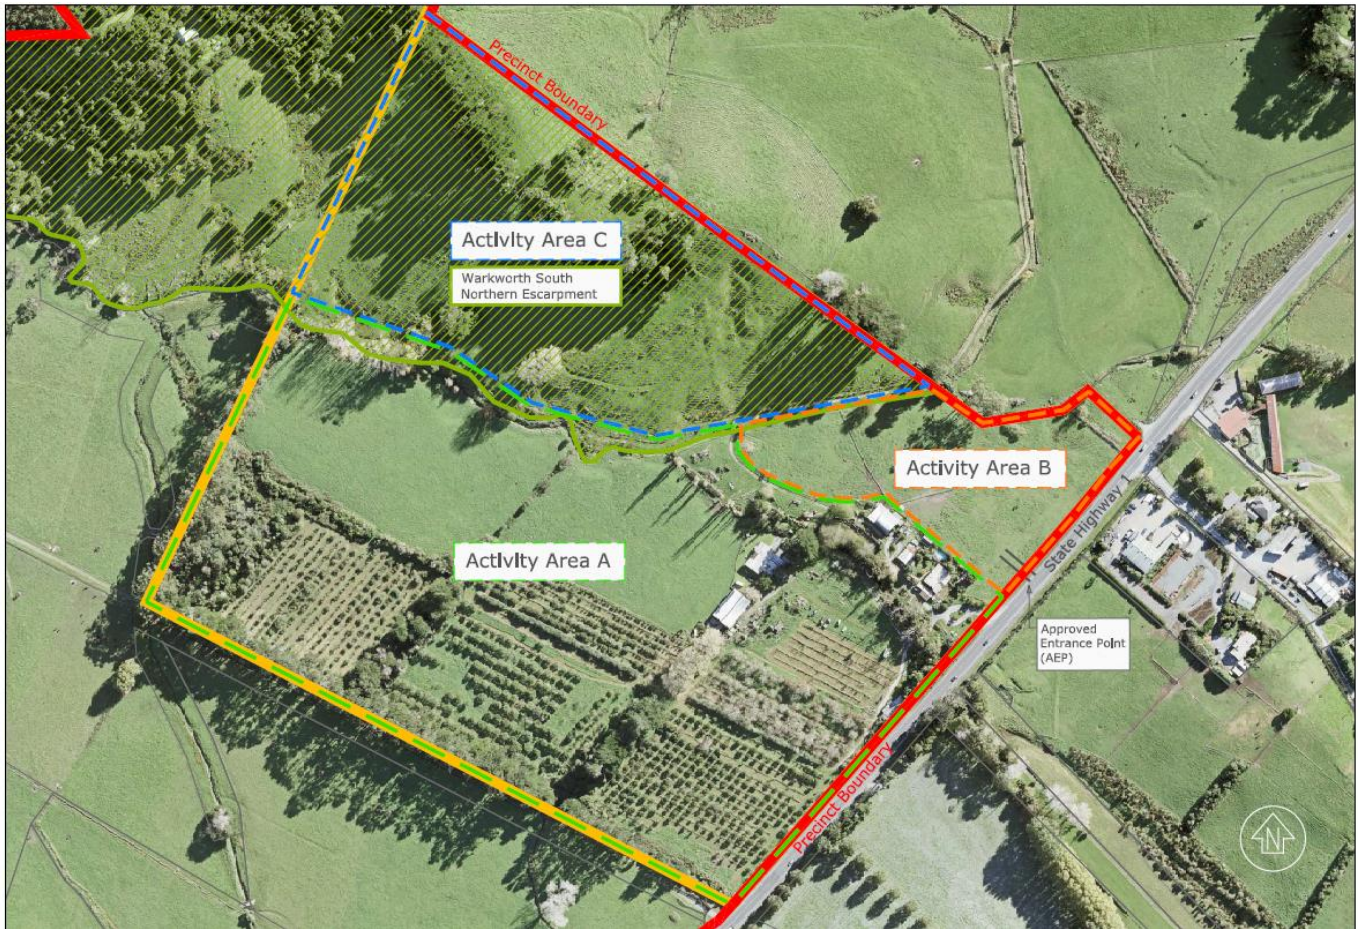 Precinct Boundary
Activity Area C
Warkworth South
Northern Escarpment
Activity Area B
State Highway 1
Activity Area A
Approved
Entrance Point
(AEP)
Precinct Boundary
N